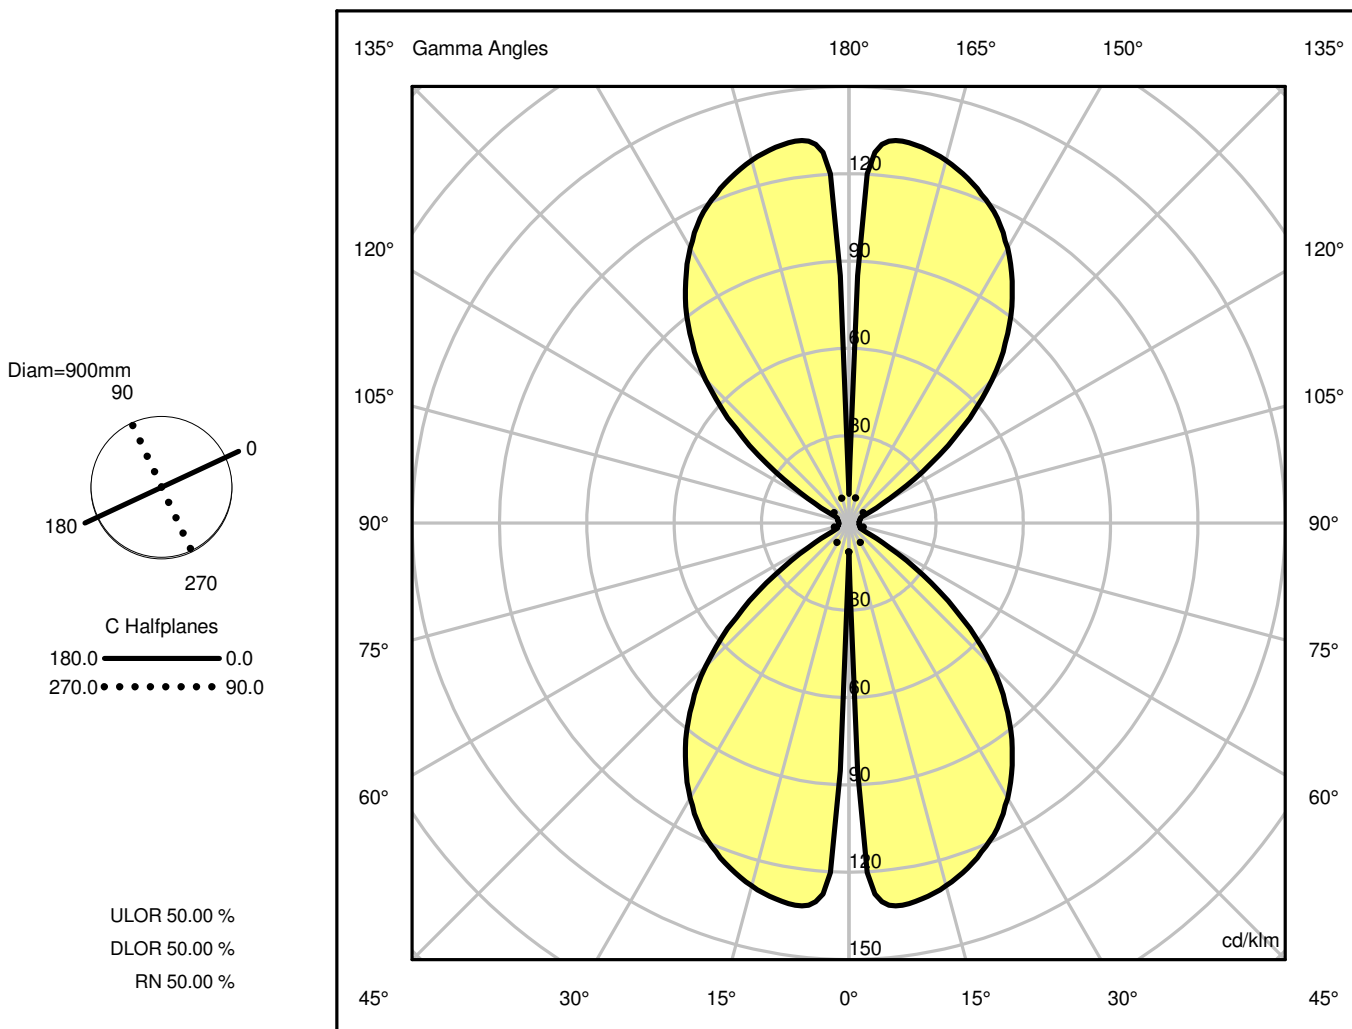 135° Gamma Angles 180° 165° 150° 135°
120
120° 90 120°
60
Diam=900mm
90
105° 105°
30
0
180
90° 90°
270
30
C Halfplanes
180.0 0.0
75° 75°
270.0 90.0
60
90
60° 60°
120
ULOR 50.00 %
DLOR 50.00 %
150 cd/klm
RN 50.00 %
45° 30° 15° 0° 15° 30° 45°